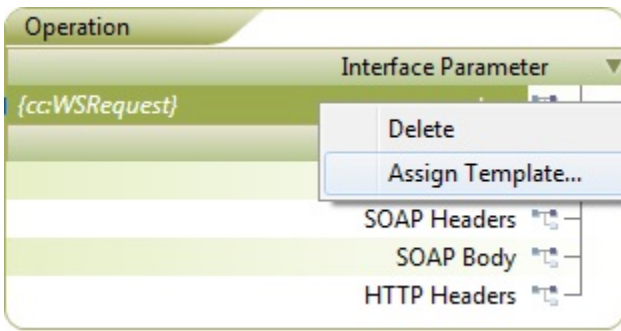 Operation
Interface Parameter
{cc:WSRequest}
Delete
Assign Template...
SOAP Headers
SOAP Body
HTTP Headers